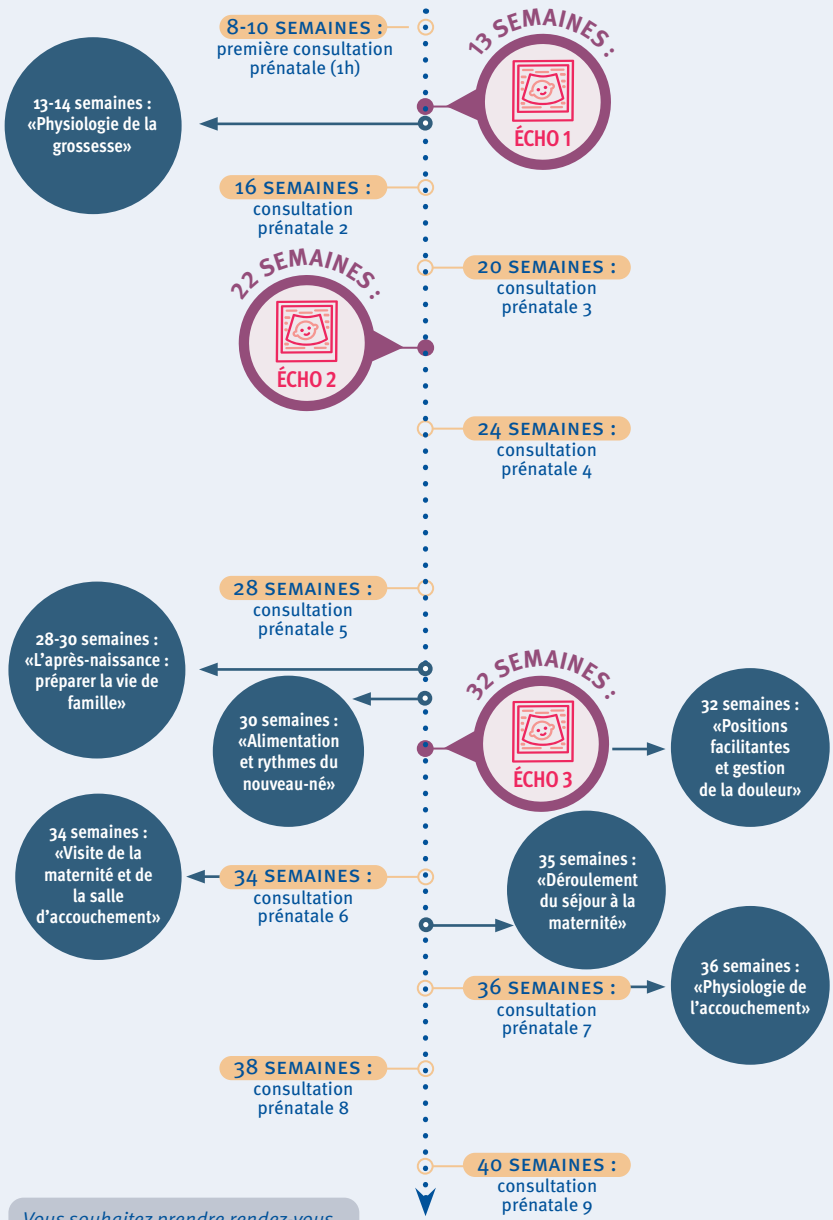 8-10 SEMAINES :
première consultation
prénatale (1h)
13 SEMAINES :
ÉCHO 1
13-14 semaines :
«Physiologie de la
grossesse»
16 SEMAINES :
consultation
prénatale 2
20 SEMAINES :
consultation
prénatale 3
22 SEMAINES :
ÉCHO 2
24 SEMAINES :
consultation
prénatale 4
28 SEMAINES :
consultation
prénatale 5
28-30 semaines :
«L'après-naissance :
préparer la vie de
famille»
30 semaines :
«Alimentation
et rythmes du
nouveau-né»
32 SEMAINES :
ÉCHO 3
32 semaines :
«Positions
facilitantes
et gestion
de la douleur»
34 semaines :
«Visite de la
maternité et de
la salle
d'accouchement»
34 SEMAINES :
consultation
prénatale 6
35 semaines :
«Déroulement
du séjour à la
maternité»
36 SEMAINES :
consultation
prénatale 7
36 semaines :
«Physiologie de
l'accouchement»
38 SEMAINES :
consultation
prénatale 8
40 SEMAINES :
consultation
prénatale 9
Vous souhaitez prendre rendez-vous